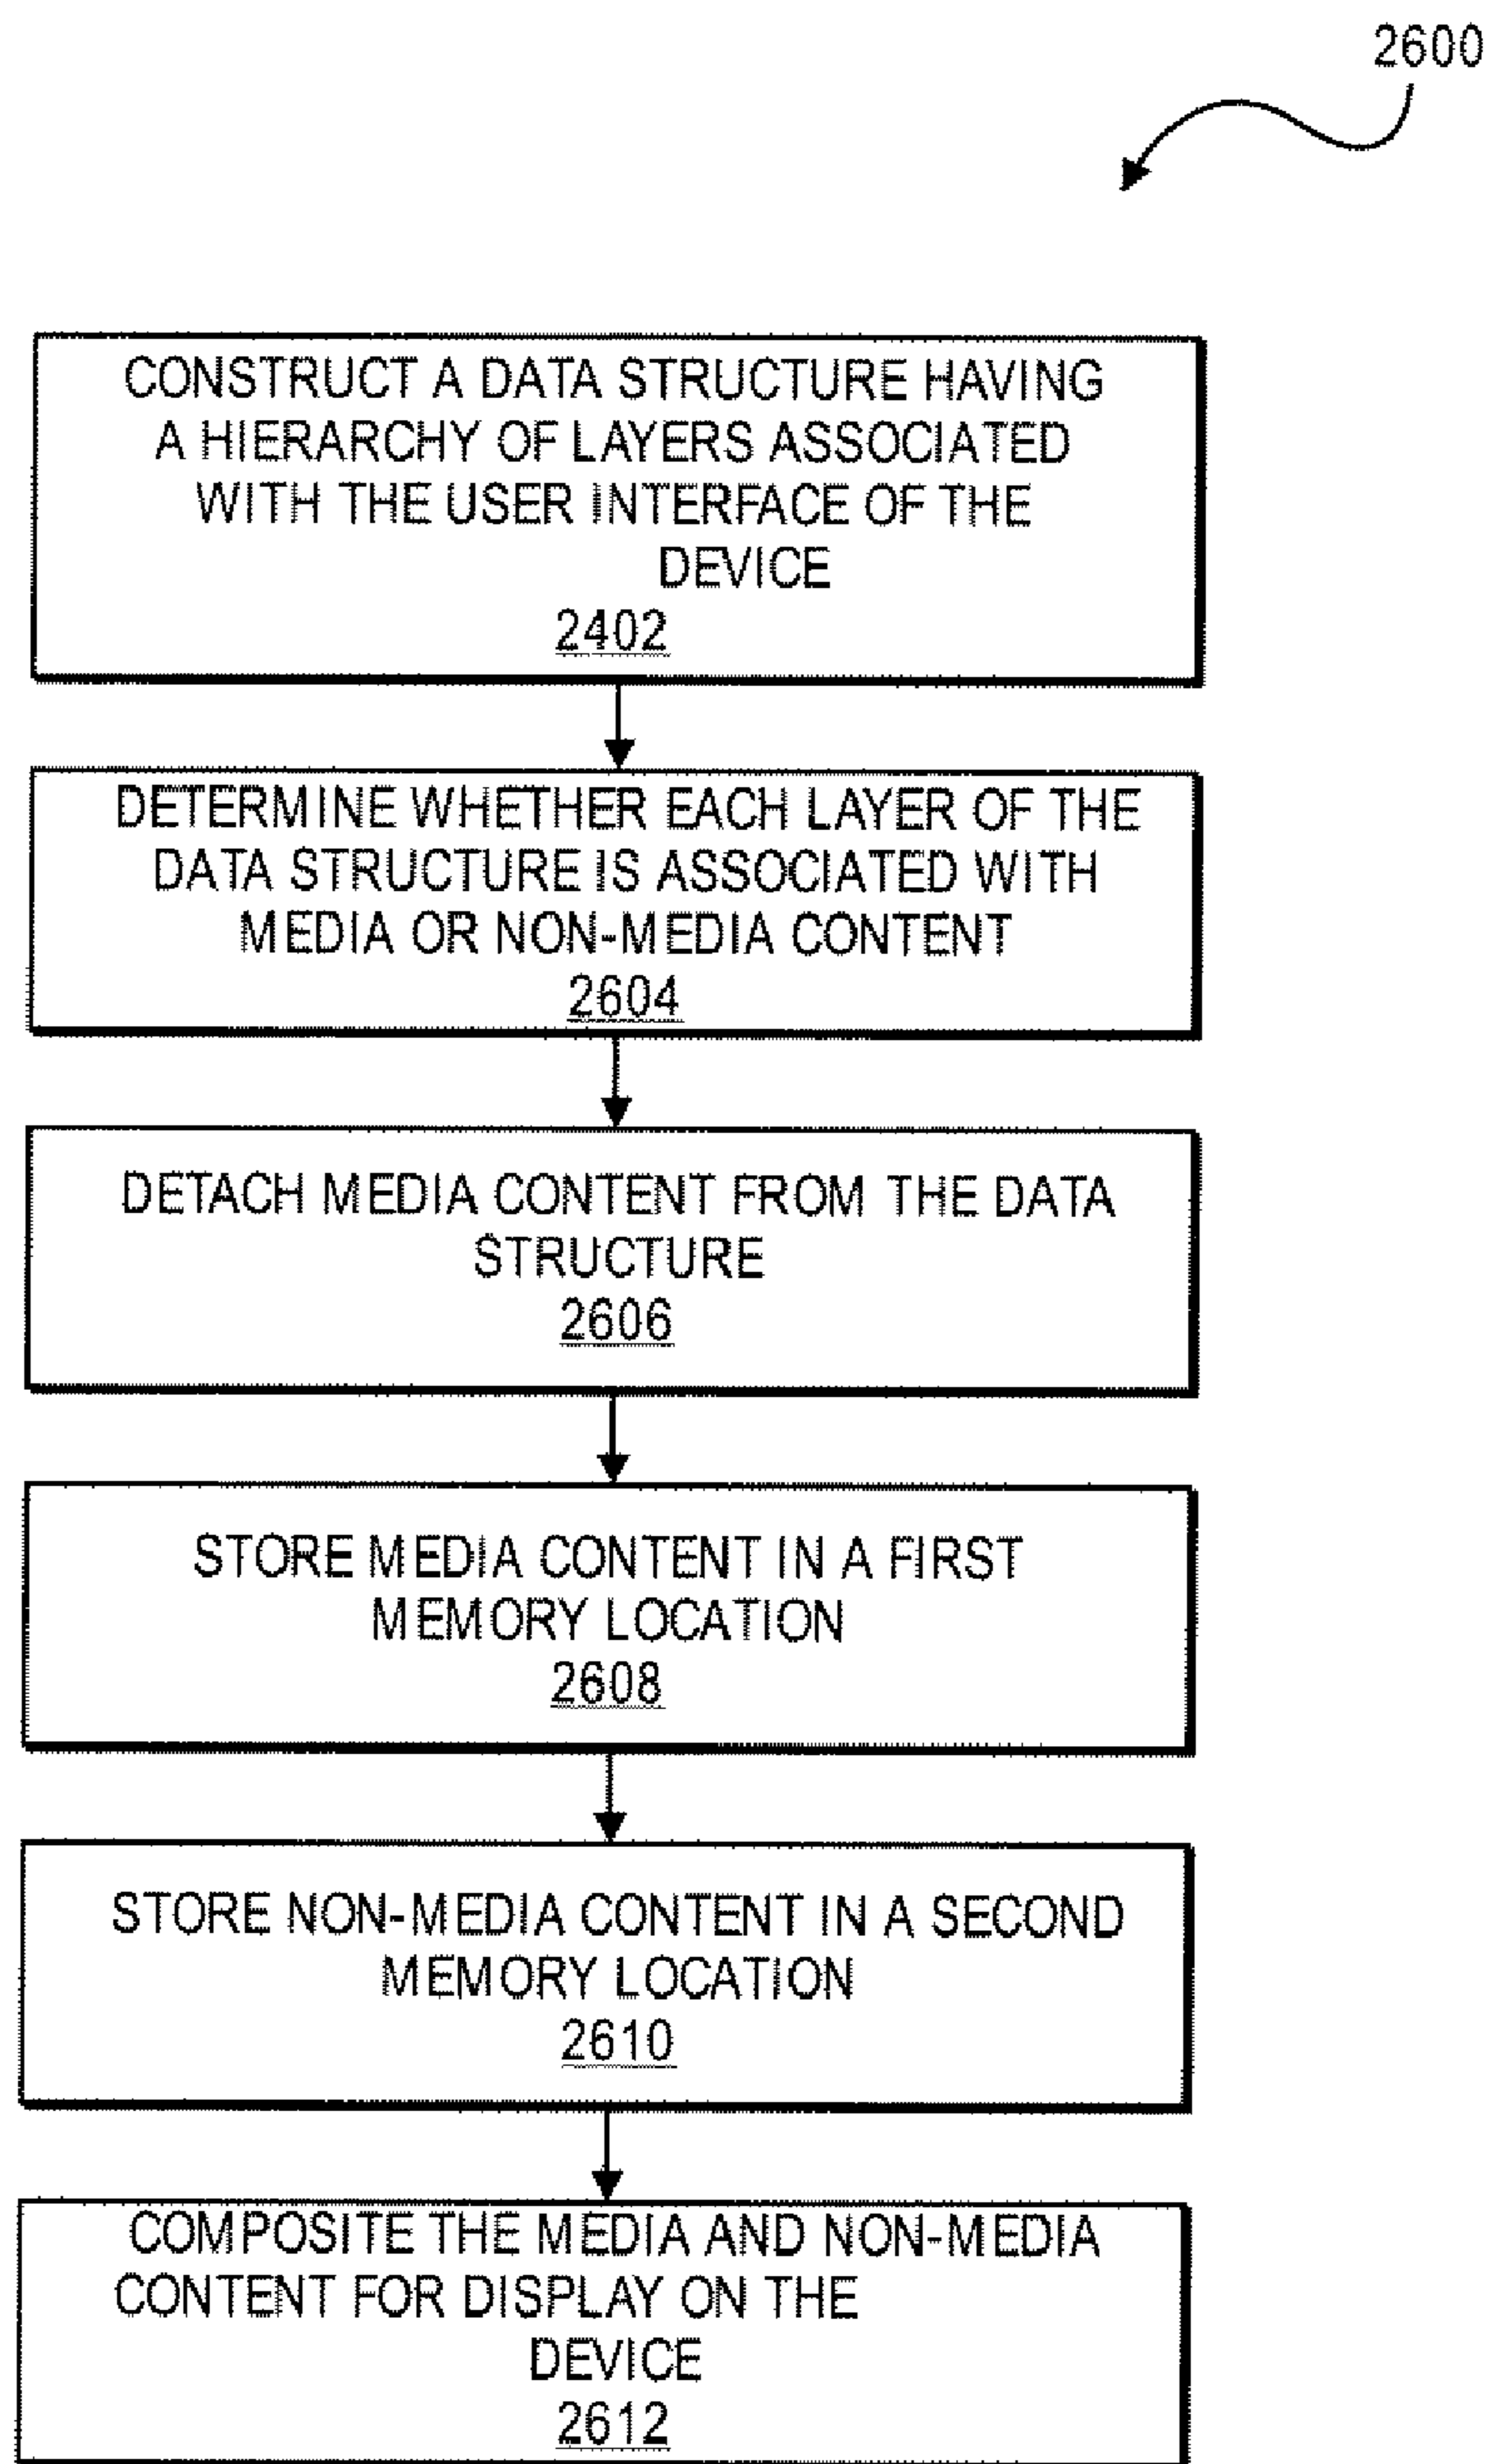 2600
CONSTRUCT A DATA STRUCTURE HAVING
A HIERARCHY OF LAYERS ASSOCIATED
WITH THE USER INTERFACE OF THE
DEVICE
2402
DETERMINE WHETHER EACH LAYER OF THE
DATA STRUCTURE IS ASSOCIATED WITH
MEDIA OR NON-MEDIA CONTENT
2604
DETACH MEDIA CONTENT FROM THE DATA
STRUCTURE
2606
STORE MEDIA CONTENT IN A FIRST
MEMORY LOCATION
2608
STORE NON-MEDIA CONTENT IN A SECOND
MEMORY LOCATION
2610
COMPOSITE THE MEDIA AND NON-MEDIA
CONTENT FOR DISPLAY ON THE
DEVICE
2612